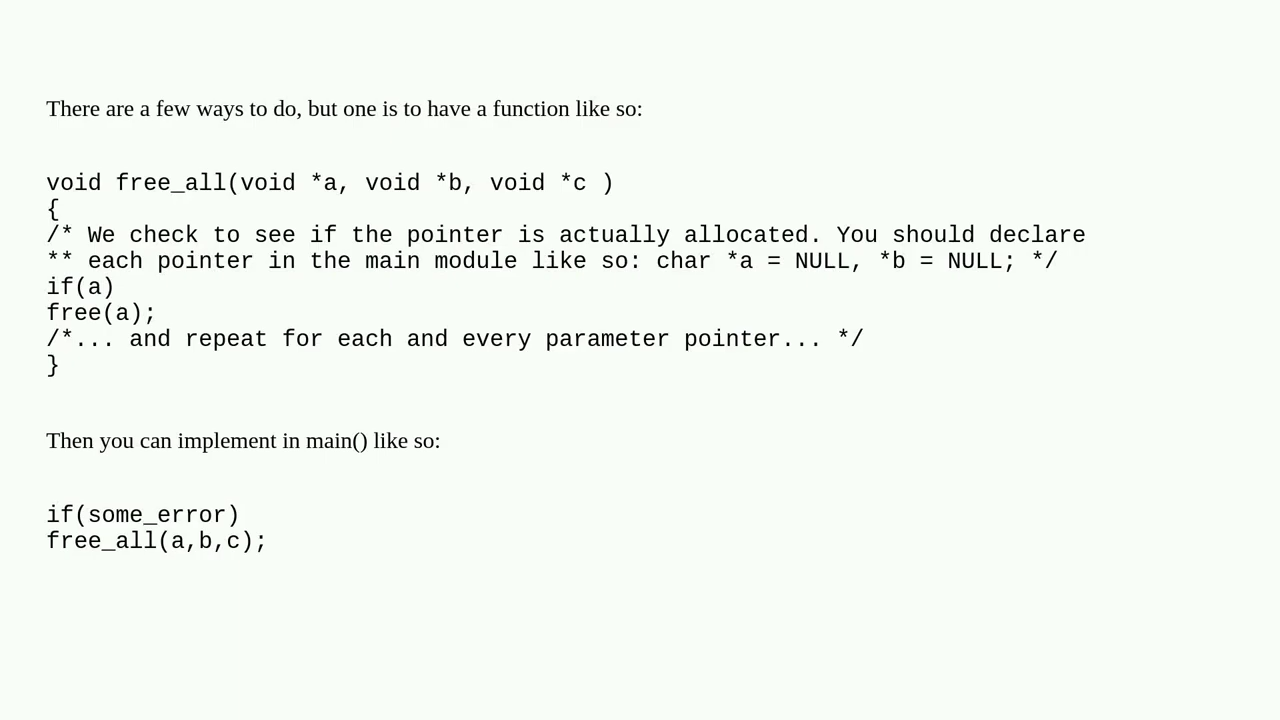 There are a few ways to do, but one is to have a function like so:
void free_all(void *a, void *b, void *c )
{
/* We check to see if the pointer is actually allocated. You should declare
** each pointer in the main module like so: char *a = NULL, *b = NULL; */
if(a)
free(a);
/*... and repeat for each and every parameter pointer... */
}
Then you can implement in main() like so:
if(some_error)
free_all(a,b,c);